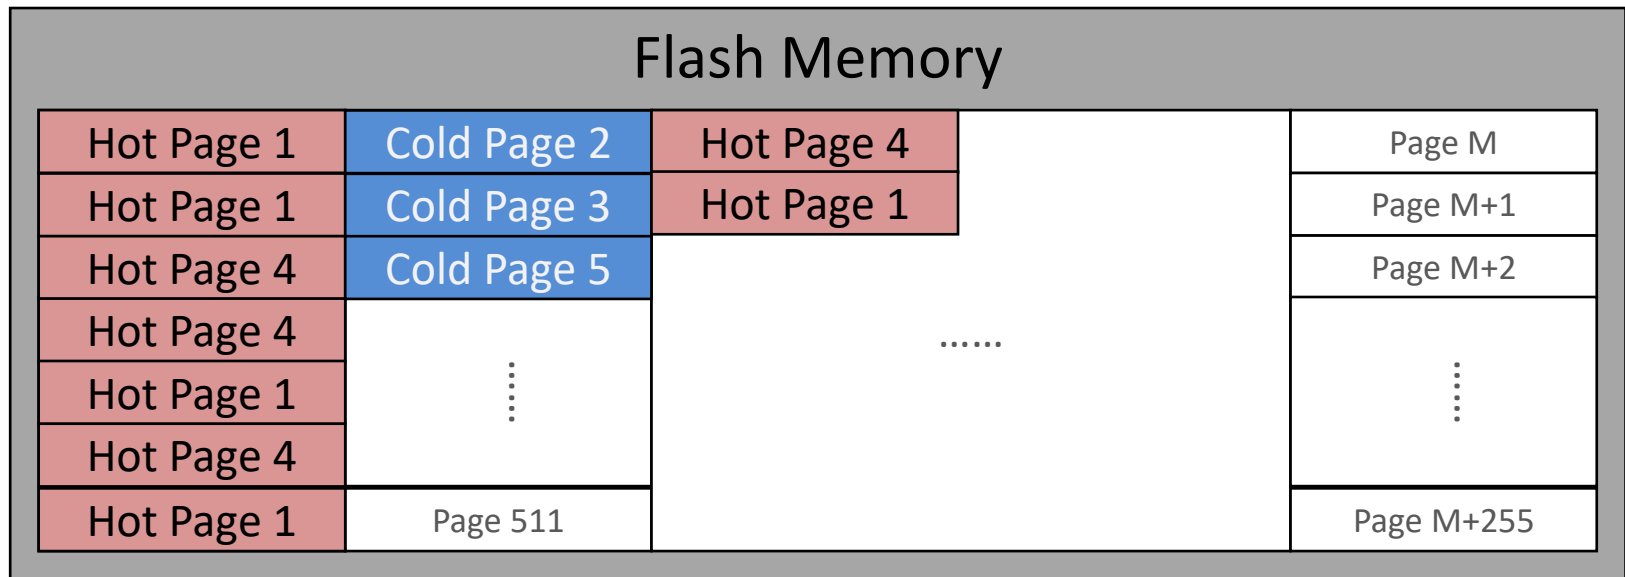 Flash Memory
Hot Page 1 Cold Page 2 Hot Page 4 Page M
Hot Page 1 Cold Page 3 Hot Page 1 Page M+1
Hot Page 4 Cold Page 5 Page M+2
Hot Page 4 ...... ...... ......
Hot Page 1
Hot Page 4
Hot Page 1 Page 511 Page M+255